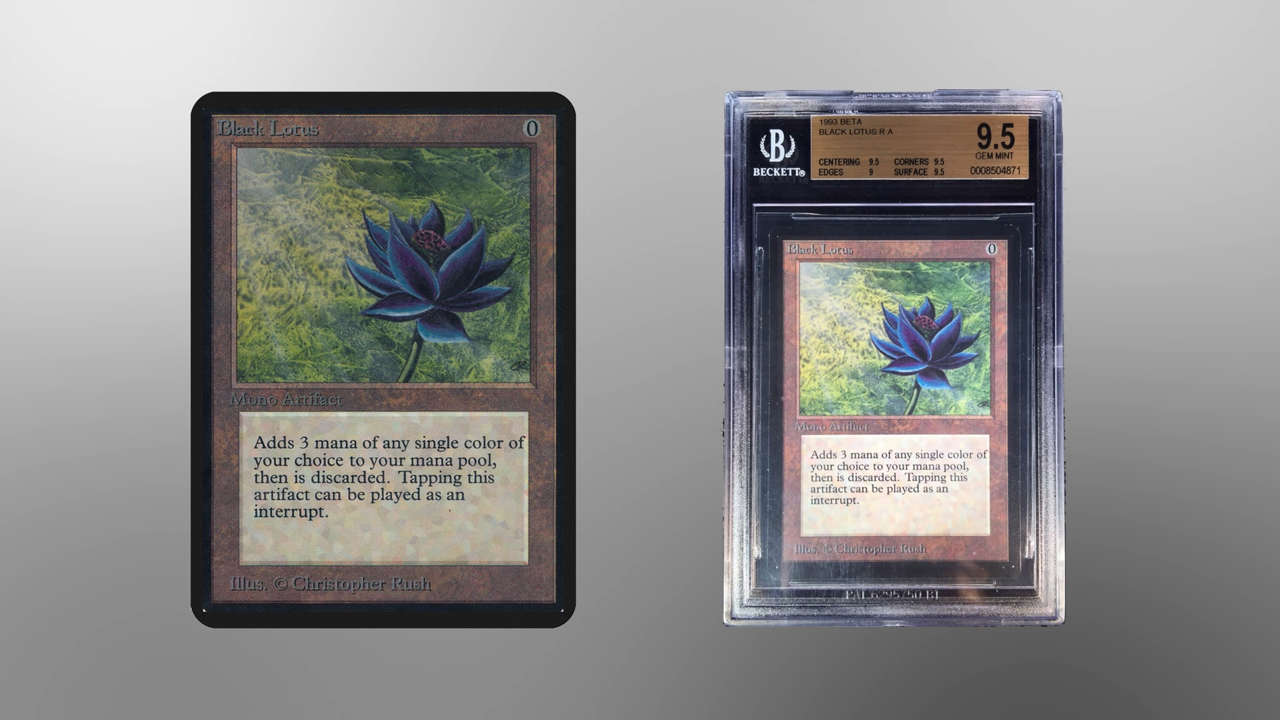 Black Lotus 0
Mono Artifact
Adds 3 mana of any single color of
your choice to your mana pool,
then is discarded. Tapping this
artifact can be played as an
interrupt.
Illus. © Christopher Rush
1993 BETA
BLACK LOTUS R A
9.5
GEM MINT
B
BECKETT®
CENTERING 9.5 CORNERS 9.5
EDGES 9 SURFACE 9.5
0008504871
Black Lotus 0
Mono Artifact
Adds 3 mana of any single color of
your choice to your mana pool,
then is discarded. Tapping this
artifact can be played as an
interrupt.
Illus. © Christopher Rush